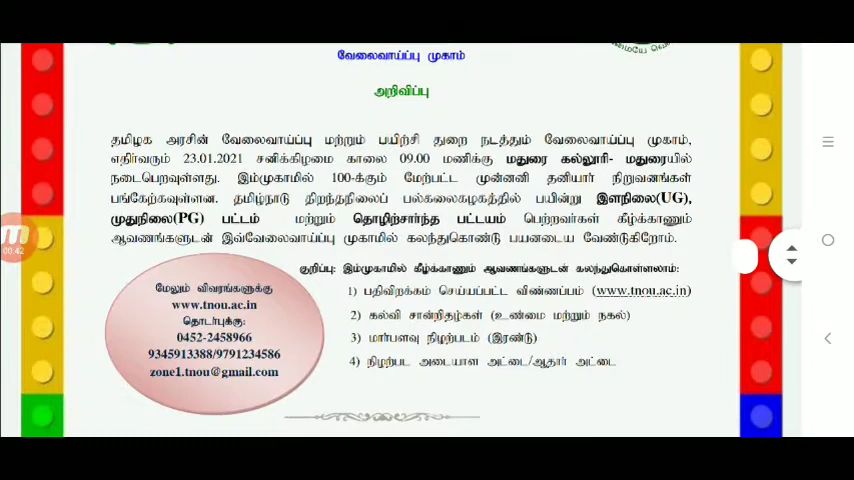 வேலைவாய்ப்பு முகாம்
அறிவிப்பு
தமிழக அரசின் வேலைவாய்ப்பு மற்றும் பயிற்சி துறை நடத்தும் வேலைவாய்ப்பு முகாம்,
எதிர்வரும் 23.01.2021 சனிக்கிழமை காலை 09.00 மணிக்கு மதுரை கல்லூரி- மதுரையில்
நடைபெறவுள்ளது. இம்முகாமில் 100-க்கும் மேற்பட்ட முன்னணி தனியார் நிறுவனங்கள்
பங்கேற்கவுள்ளன. தமிழ்நாடு திறந்தநிலைப் பல்கலைகழகத்தில் பயின்று இளநிலை(UG),
முதுநிலை(PG) பட்டம் மற்றும் தொழிற்சார்ந்த பட்டயம் பெற்றவர்கள் கீழ்க்காணும்
ஆவணங்களுடன் இவ்வேலைவாய்ப்பு முகாமில் கலந்துகொண்டு பயனடைய வேண்டுகிறோம்.
குறிப்பு: இம்முகாமில் கீழ்க்காணும் ஆவணங்களுடன் கலந்துகொள்ளலாம்:
1) பதிவிறக்கம் செய்யப்பட்ட விண்ணப்பம் (www.tnou.ac.in)
2) கல்வி சான்றிதழ்கள் (உண்மை மற்றும் நகல்)
3) மார்பளவு நிழற்படம் (இரண்டு)
4) நிழற்பட அடையாள அட்டை/ஆதார் அட்டை
மேலும் விவரங்களுக்கு
www.tnou.ac.in
தொடர்புக்கு:
0452-2458966
9345913388/9791234586
zone1.tnou@gmail.com
00:42